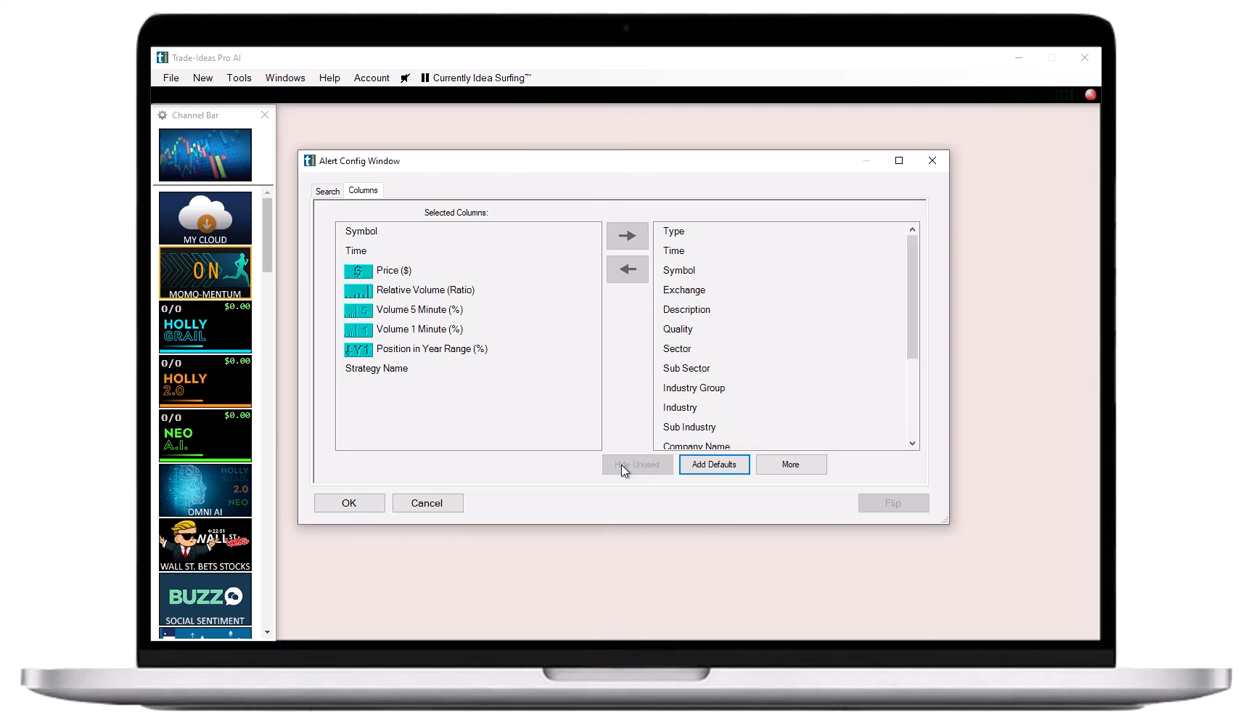 Trade-Ideas Pro AI
File New Tools Windows Help Account Currently Idea Surfing™
Channel Bar
MY CLOUD
ON
MOMO-MENTUM
0/0 $0.00
HOLLY
GRAIL
0/0 $0.00
HOLLY
2.0
0/0 $0.00
NEO
A.I.
HOLLY
2.0
NEO
OMNI AI
WALL ST. BETS STOCKS
BUZZ
SOCIAL SENTIMENT
Alert Config Window
Search Columns
Selected Columns:
Symbol
Time
Price ($)
Relative Volume (Ratio)
Volume 5 Minute (%)
Volume 1 Minute (%)
Position in Year Range (%)
Strategy Name
Type
Time
Symbol
Exchange
Description
Quality
Sector
Sub Sector
Industry Group
Industry
Sub Industry
Company Name
Unused Add Defaults More
OK Cancel Flip